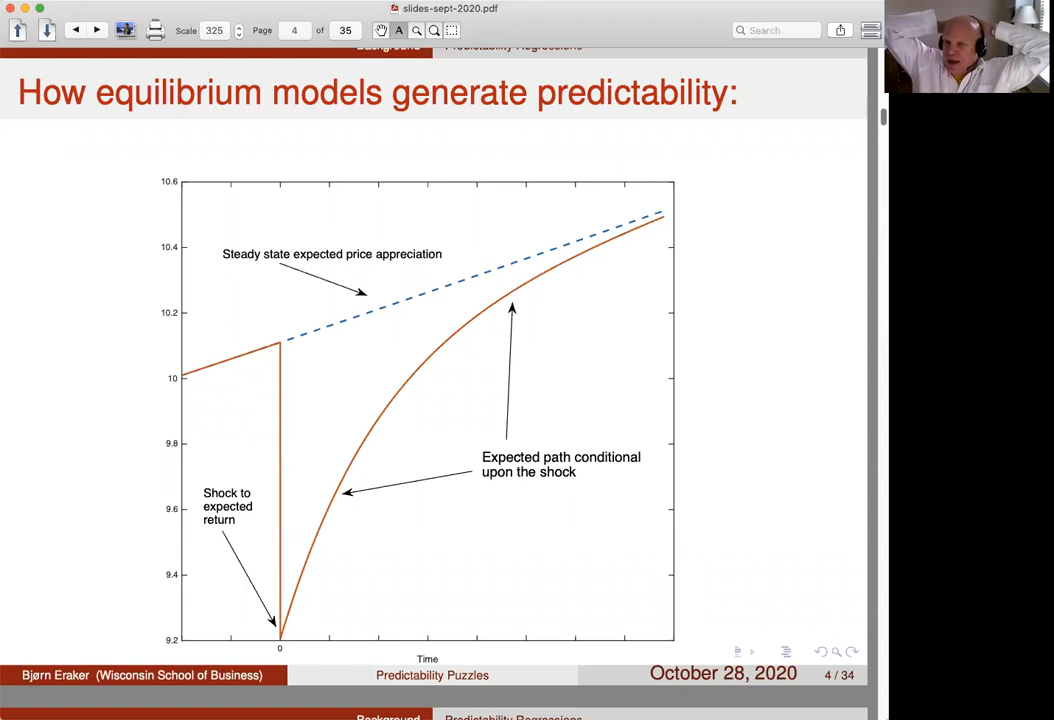 slides-sept-2020.pdf
Scale 325 Page 4 of 35 A Search
Background Predictability Regressions
How equilibrium models generate predictability:
10.6
10.4
Steady state expected price appreciation
10.2
10
9.8
Expected path conditional
upon the shock
Shock to
expected
return
9.6
9.4
9.2
0
Time
Bjørn Eraker (Wisconsin School of Business) Predictability Puzzles October 28, 2020 4 / 34
Background Predictability Regressions